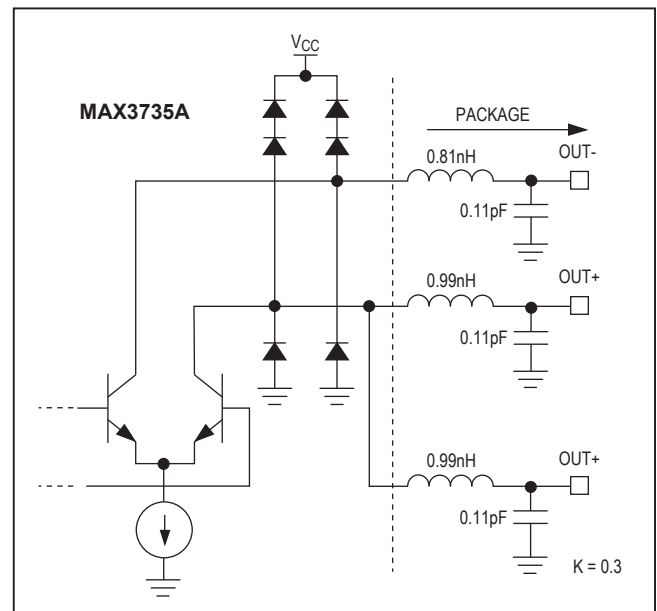 VCC
MAX3735A
PACKAGE
0.81nH
OUT-
0.11pF
0.99nH
OUT+
0.11pF
0.99nH
OUT+
0.11pF
K = 0.3